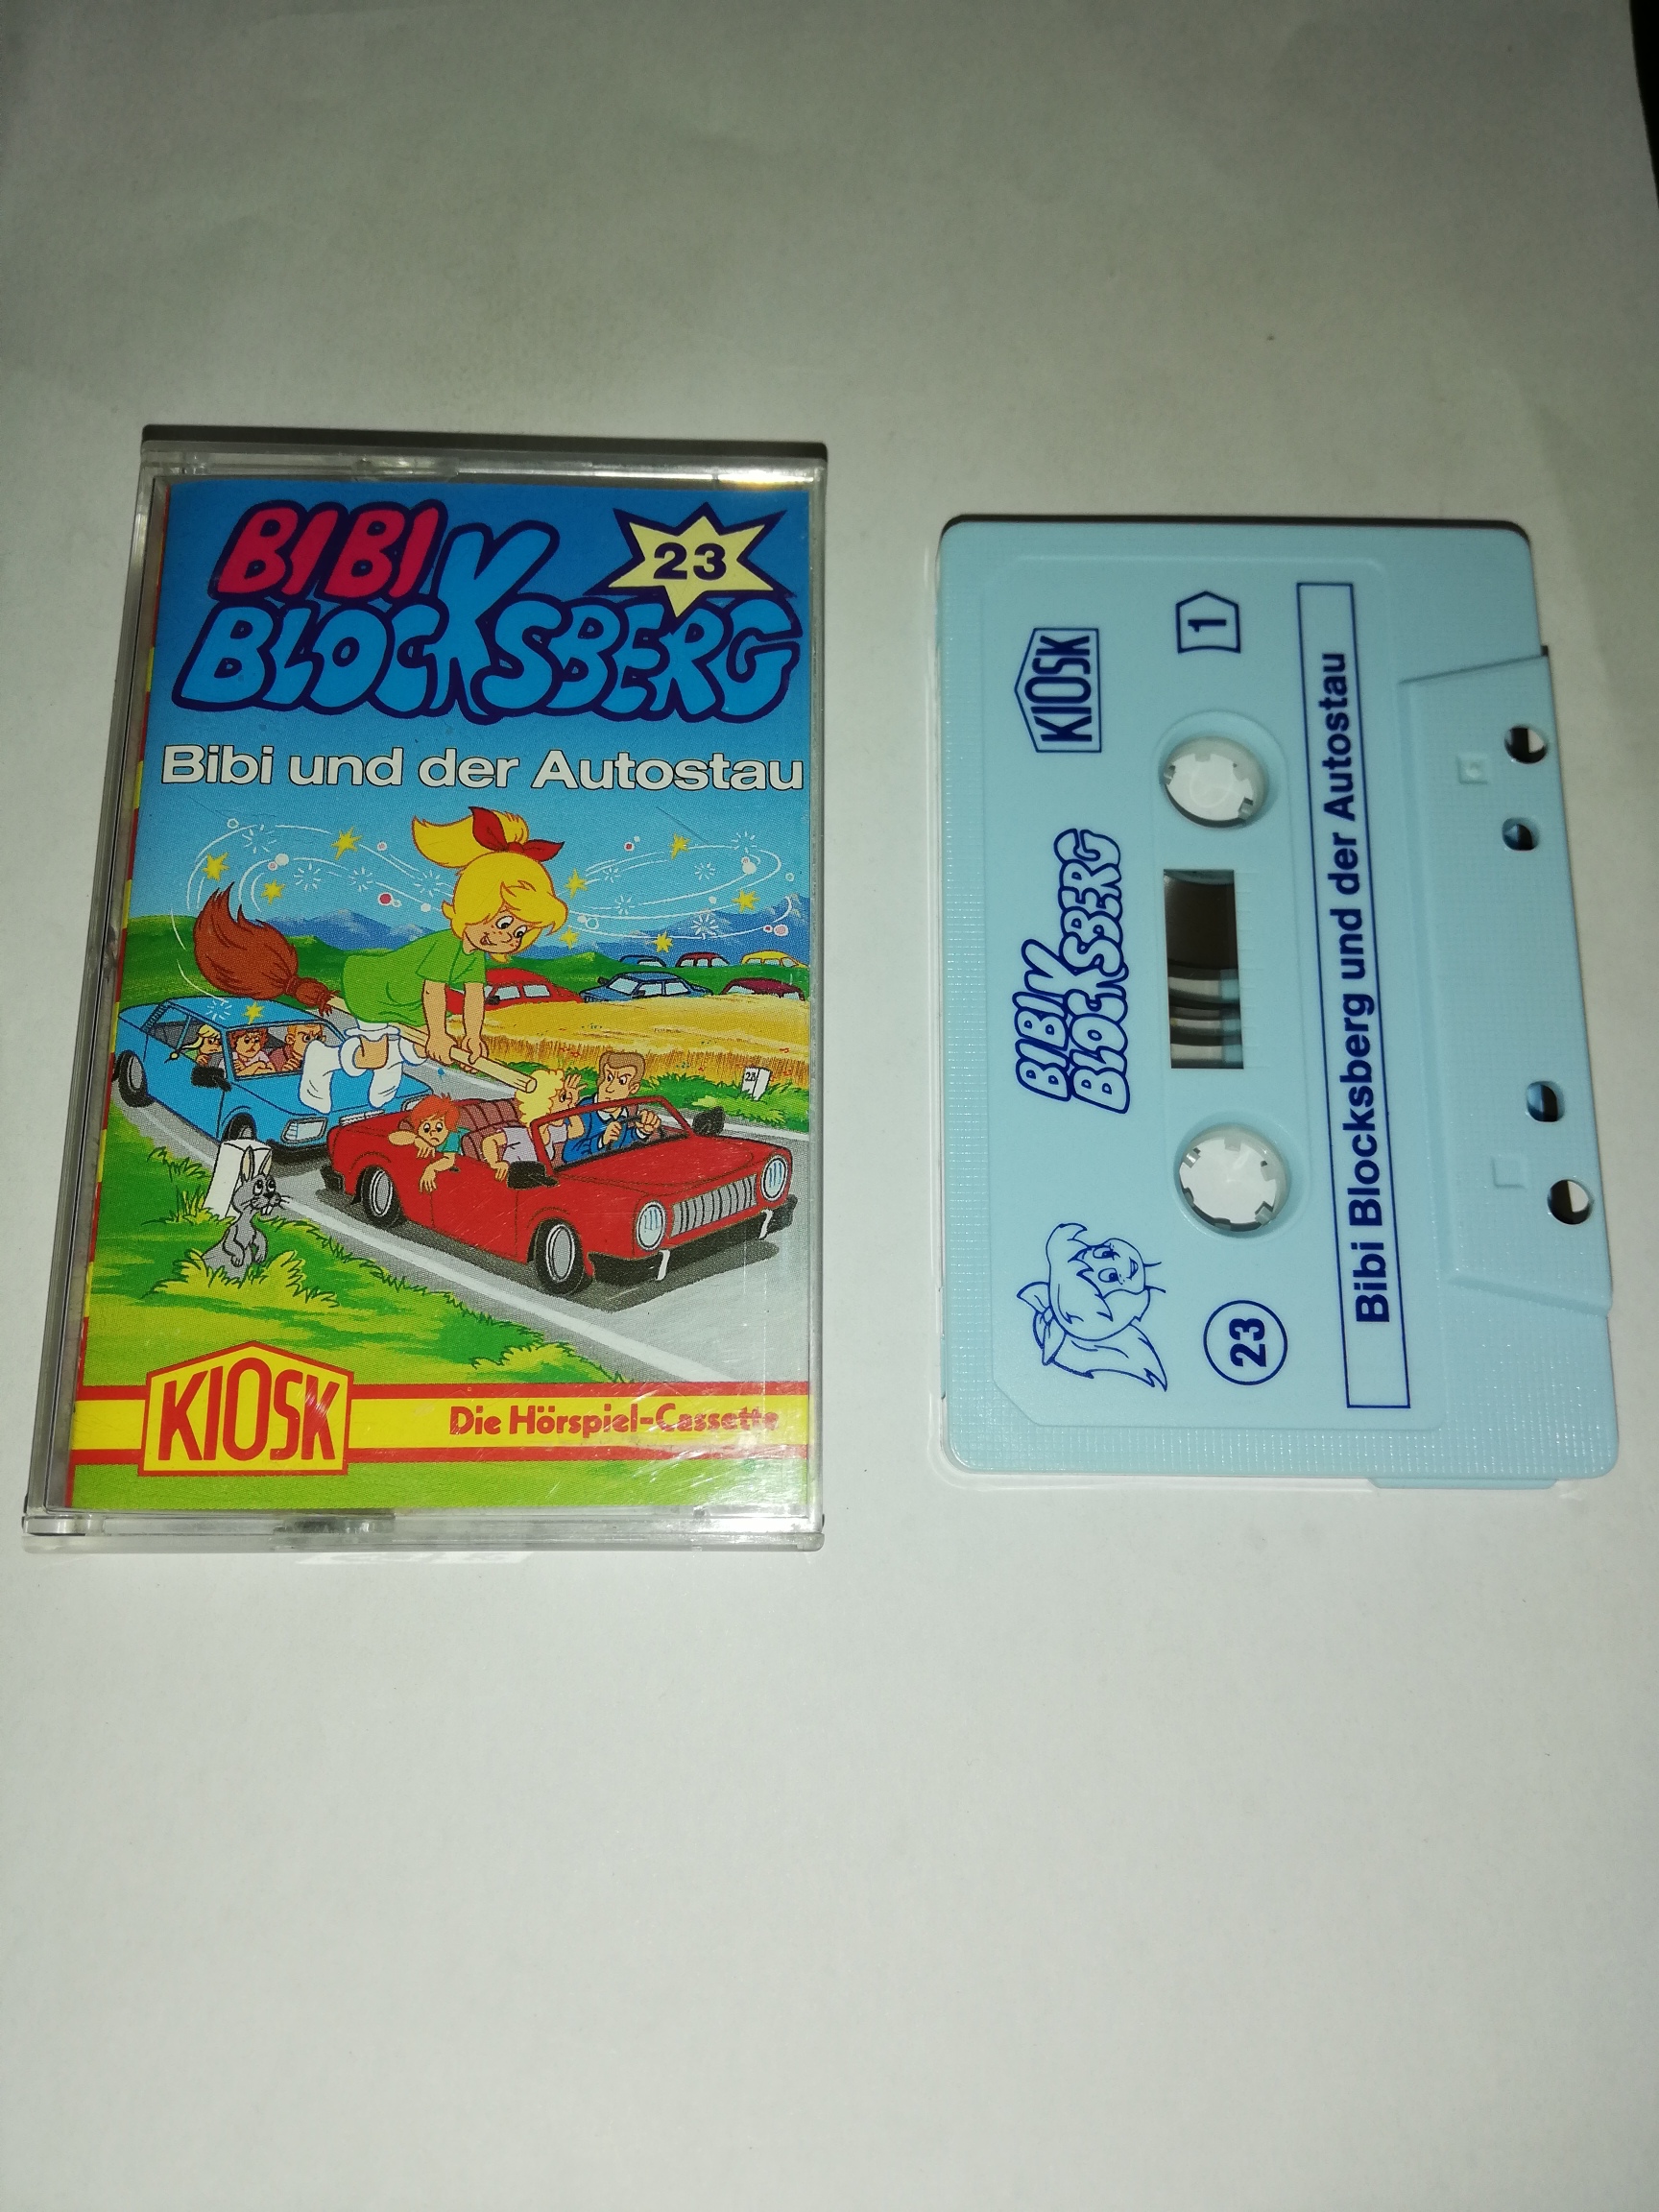 BIBI
BLOCKSBERG
23
Bibi und der Autostau
23
KIOSK
Die Hörspiel-Cassette
KIOSK
1
BIBI
BLOCKSBERG
23
Bibi Blocksberg und der Autostau